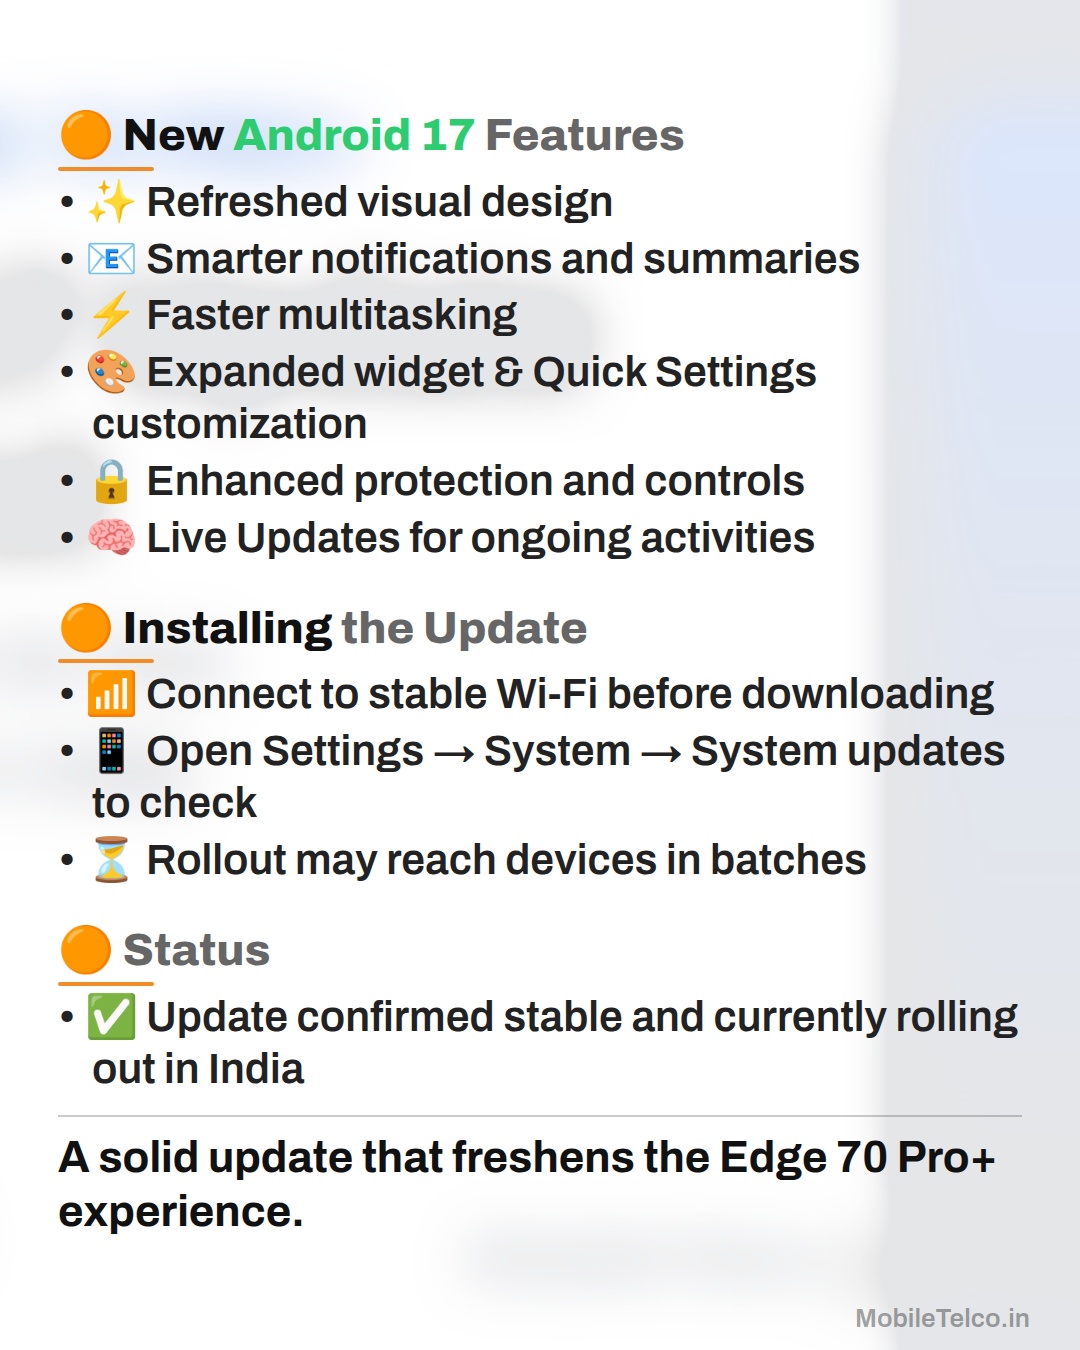 🟠 New Android 17 Features
• ✨ Refreshed visual design
• 📧 Smarter notifications and summaries
• ⚡ Faster multitasking
• 🎨 Expanded widget & Quick Settings
customization
• 🔒 Enhanced protection and controls
• 🧠 Live Updates for ongoing activities
🟠 Installing the Update
• 📶 Connect to stable Wi-Fi before downloading
• 📱 Open Settings → System → System updates
to check
• ⏳ Rollout may reach devices in batches
🟠 Status
• ✅ Update confirmed stable and currently rolling
out in India
A solid update that freshens the Edge 70 Pro+
experience.
MobileTelco.in